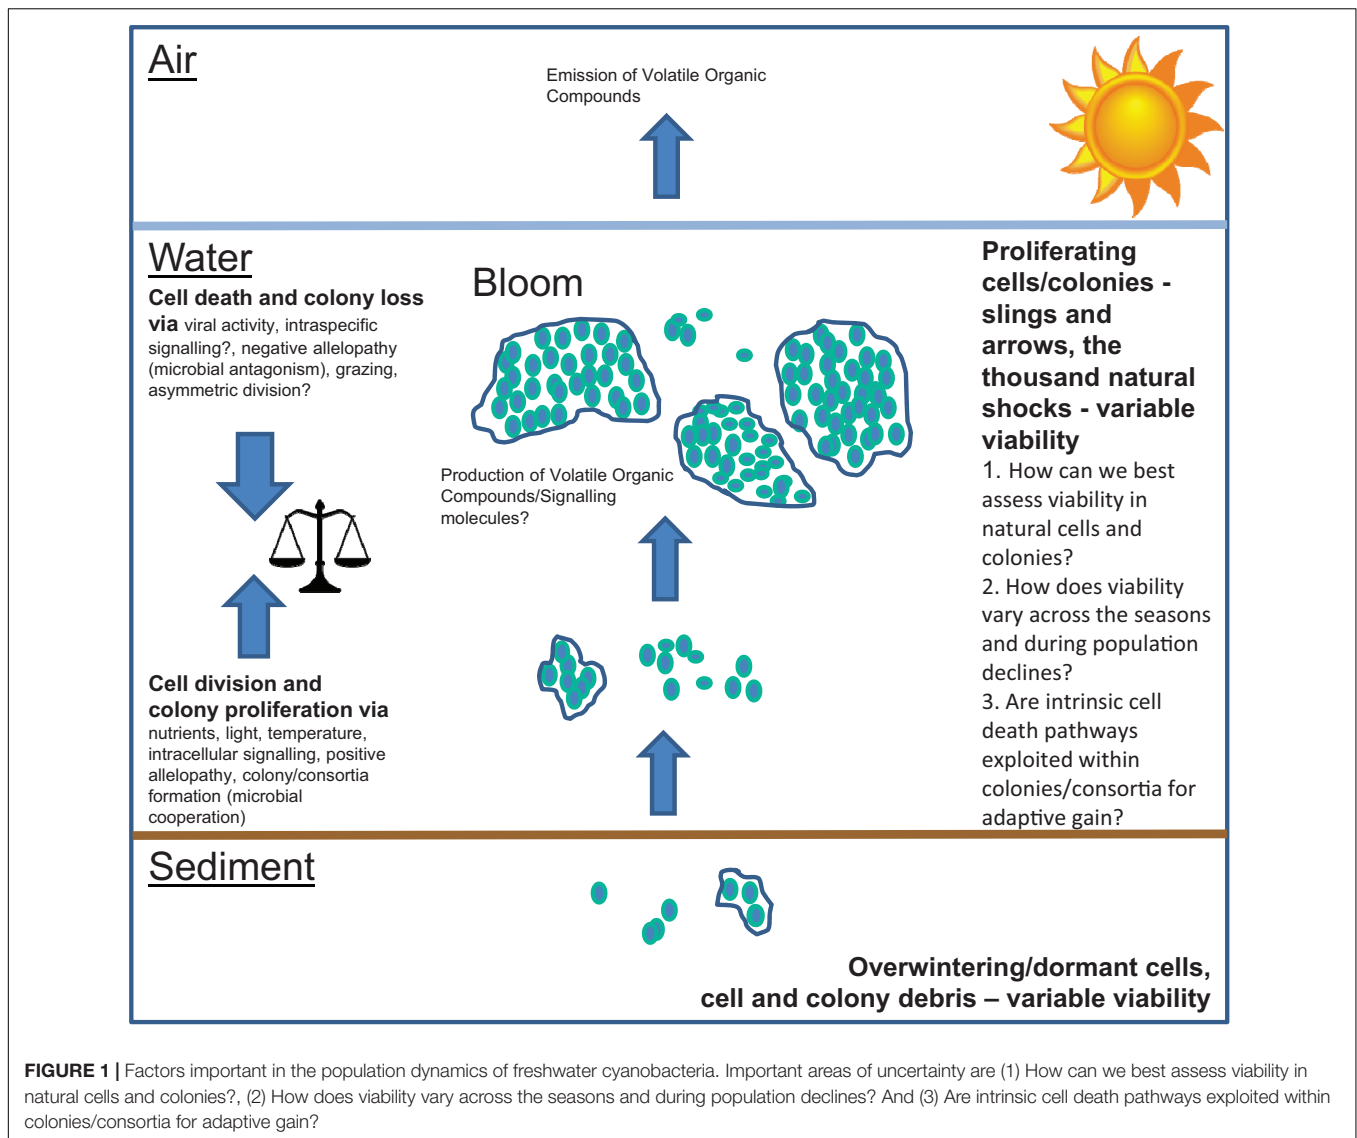 Air
Emission of Volatile Organic
Compounds
Water
Cell death and colony loss
via viral activity, intraspecific
signalling?, negative allelopathy
(microbial antagonism), grazing,
asymmetric division?
Bloom
Production of Volatile Organic
Compounds/Signalling
molecules?
Cell division and
colony proliferation via
nutrients, light, temperature,
intracellular signalling, positive
allelopathy, colony/consortia
formation (microbial
cooperation)
Proliferating
cells/colonies -
slings and
arrows, the
thousand natural
shocks - variable
viability
1. How can we best
assess viability in
natural cells and
colonies?
2. How does viability
vary across the seasons
and during population
declines?
3. Are intrinsic cell
death pathways
exploited within
colonies/consortia for
adaptive gain?
Sediment
Overwintering/dormant cells,
cell and colony debris – variable viability
FIGURE 1 | Factors important in the population dynamics of freshwater cyanobacteria. Important areas of uncertainty are (1) How can we best assess viability in
natural cells and colonies?, (2) How does viability vary across the seasons and during population declines? And (3) Are intrinsic cell death pathways exploited within
colonies/consortia for adaptive gain?